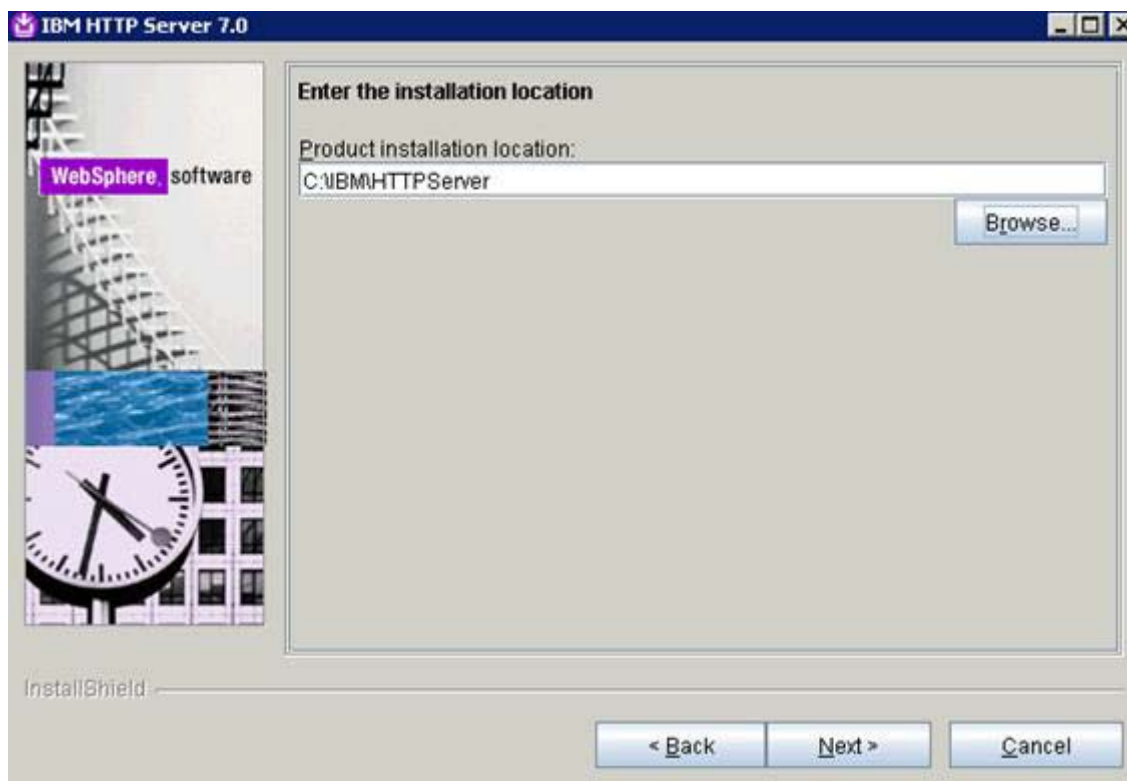 IBM HTTP Server 7.0
WebSphere. software
Enter the installation location
Product installation location:
C:\IBM\HTTPServer
Browse...
InstallShield
< Back
Next >
Cancel